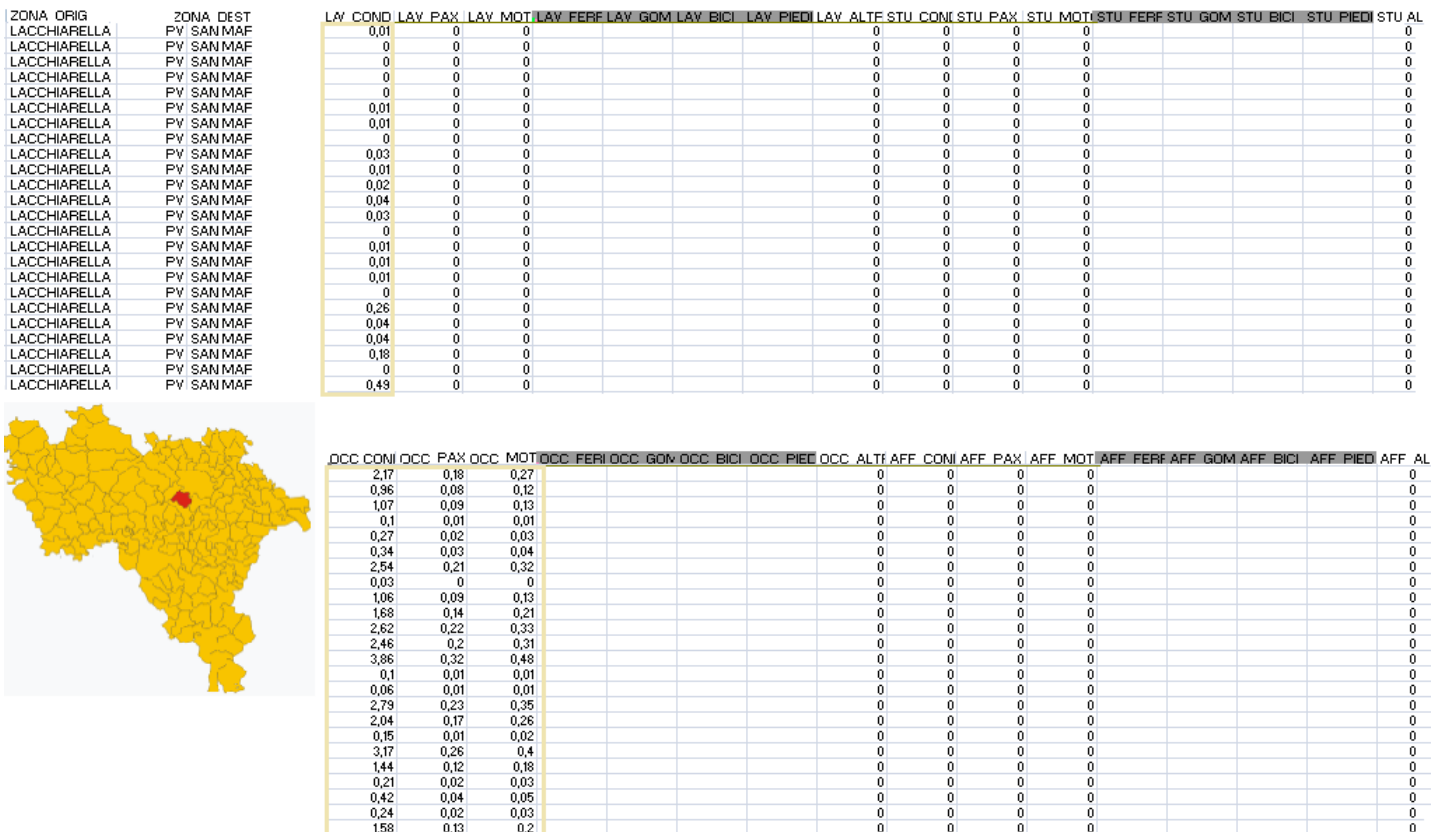 ZONA ORIG ZONA DEST LAV COND LAV PAX LAV MOT LAV FERR LAV GOM LAV BICI LAV PIEDI LAV ALTR STU CONI STU PAX STU MOTI STU FERF STU GOM STU BICI STU PIEDI STU AL
LACCHIARELLA PV SAN MAF 0,01 0 0 0 0 0 0 0
LACCHIARELLA PV SAN MAF 0 0 0 0 0 0 0 0
LACCHIARELLA PV SAN MAF 0 0 0 0 0 0 0 0
LACCHIARELLA PV SAN MAF 0 0 0 0 0 0 0 0
LACCHIARELLA PV SAN MAF 0 0 0 0 0 0 0 0
LACCHIARELLA PV SAN MAF 0,01 0 0 0 0 0 0 0
LACCHIARELLA PV SAN MAF 0,01 0 0 0 0 0 0 0
LACCHIARELLA PV SAN MAF 0 0 0 0 0 0 0 0
LACCHIARELLA PV SAN MAF 0,03 0 0 0 0 0 0 0
LACCHIARELLA PV SAN MAF 0,01 0 0 0 0 0 0 0
LACCHIARELLA PV SAN MAF 0,02 0 0 0 0 0 0 0
LACCHIARELLA PV SAN MAF 0,04 0 0 0 0 0 0 0
LACCHIARELLA PV SAN MAF 0,03 0 0 0 0 0 0 0
LACCHIARELLA PV SAN MAF 0 0 0 0 0 0 0 0
LACCHIARELLA PV SAN MAF 0,01 0 0 0 0 0 0 0
LACCHIARELLA PV SAN MAF 0,01 0 0 0 0 0 0 0
LACCHIARELLA PV SAN MAF 0,01 0 0 0 0 0 0 0
LACCHIARELLA PV SAN MAF 0 0 0 0 0 0 0 0
LACCHIARELLA PV SAN MAF 0,26 0 0 0 0 0 0 0
LACCHIARELLA PV SAN MAF 0,04 0 0 0 0 0 0 0
LACCHIARELLA PV SAN MAF 0,04 0 0 0 0 0 0 0
LACCHIARELLA PV SAN MAF 0,18 0 0 0 0 0 0 0
LACCHIARELLA PV SAN MAF 0 0 0 0 0 0 0 0
LACCHIARELLA PV SAN MAF 0,49 0 0 0 0 0 0 0
OCC CONI OCC PAX OCC MOT OCC FERI OCC GOM OCC BICI OCC PIED OCC ALTF AFF CONI AFF PAX AFF MOT AFF FERF AFF GOM AFF BICI AFF PIED AFF AL
2,17 0,18 0,27 0 0 0 0 0
0,96 0,08 0,12 0 0 0 0 0
1,07 0,09 0,13 0 0 0 0 0
0,1 0,01 0,01 0 0 0 0 0
0,27 0,02 0,03 0 0 0 0 0
0,34 0,03 0,04 0 0 0 0 0
2,54 0,21 0,32 0 0 0 0 0
0,03 0 0 0 0 0 0 0
1,06 0,09 0,13 0 0 0 0 0
1,68 0,14 0,21 0 0 0 0 0
2,62 0,22 0,33 0 0 0 0 0
2,46 0,2 0,31 0 0 0 0 0
3,86 0,32 0,48 0 0 0 0 0
0,1 0,01 0,01 0 0 0 0 0
0,06 0,01 0,01 0 0 0 0 0
2,79 0,23 0,35 0 0 0 0 0
2,04 0,17 0,26 0 0 0 0 0
0,15 0,01 0,02 0 0 0 0 0
3,17 0,26 0,4 0 0 0 0 0
1,44 0,12 0,18 0 0 0 0 0
0,21 0,02 0,03 0 0 0 0 0
0,42 0,04 0,05 0 0 0 0 0
0,24 0,02 0,03 0 0 0 0 0
1,58 0,13 0,2 0 0 0 0 0